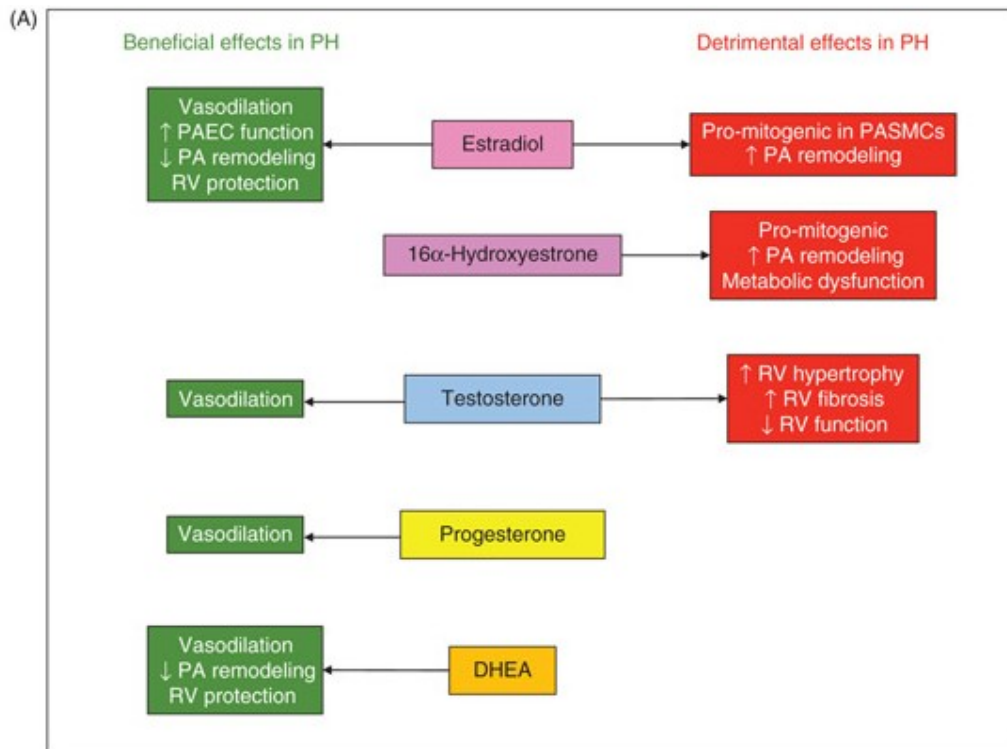 (A)
Beneficial effects in PH
Detrimental effects in PH
Vasodilation
↑ PAEC function
↓ PA remodeling
RV protection
Estradiol
Pro-mitogenic in PASMCs
↑ PA remodeling
16α-Hydroxyestrone
Pro-mitogenic
↑ PA remodeling
Metabolic dysfunction
Vasodilation
Testosterone
↑ RV hypertrophy
↑ RV fibrosis
↓ RV function
Vasodilation
Progesterone
Vasodilation
↓ PA remodeling
RV protection
DHEA